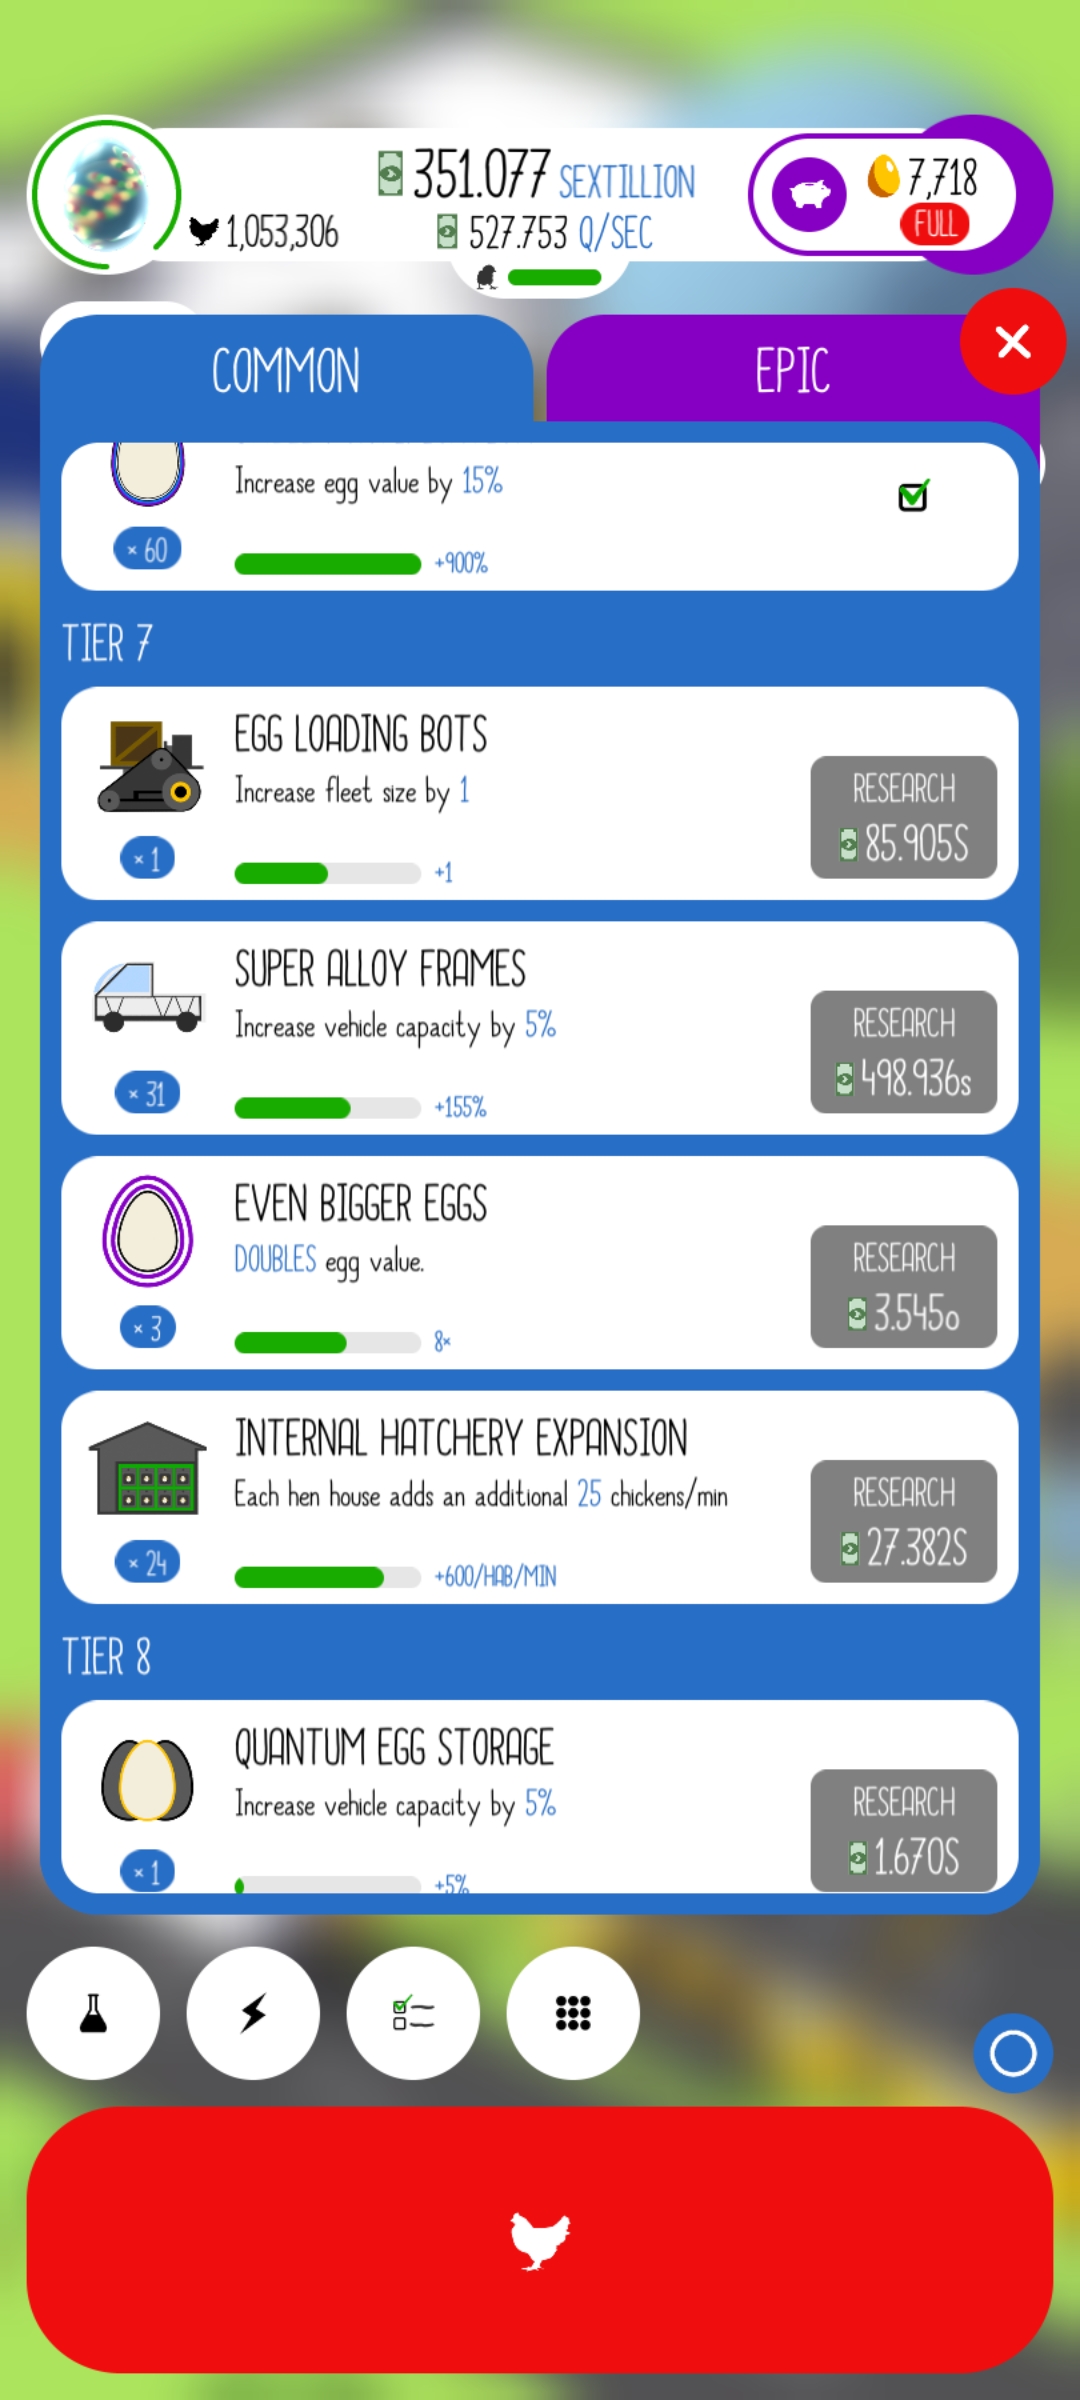 351.077 SEXTILLION
7,718
1,053,306
527.753 Q/SEC
FULL
COMMON
EPIC
Increase egg value by 15%
× 60
+900%
TIER 7
EGG LOADING BOTS
Increase fleet size by 1
RESEARCH
85.905S
× 1
+1
SUPER ALLOY FRAMES
Increase vehicle capacity by 5%
RESEARCH
498.936s
× 31
+155%
EVEN BIGGER EGGS
DOUBLES egg value.
RESEARCH
3.545o
× 3
8×
INTERNAL HATCHERY EXPANSION
Each hen house adds an additional 25 chickens/min
RESEARCH
27.382S
× 24
+600/HAB/MIN
TIER 8
QUANTUM EGG STORAGE
Increase vehicle capacity by 5%
RESEARCH
1.670S
× 1
+5%